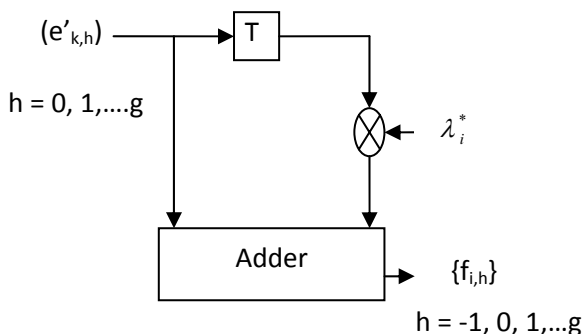 (e’k,h)
T
h = 0, 1,….g
λ*i
Adder
{fi,h}
h = -1, 0, 1,…g